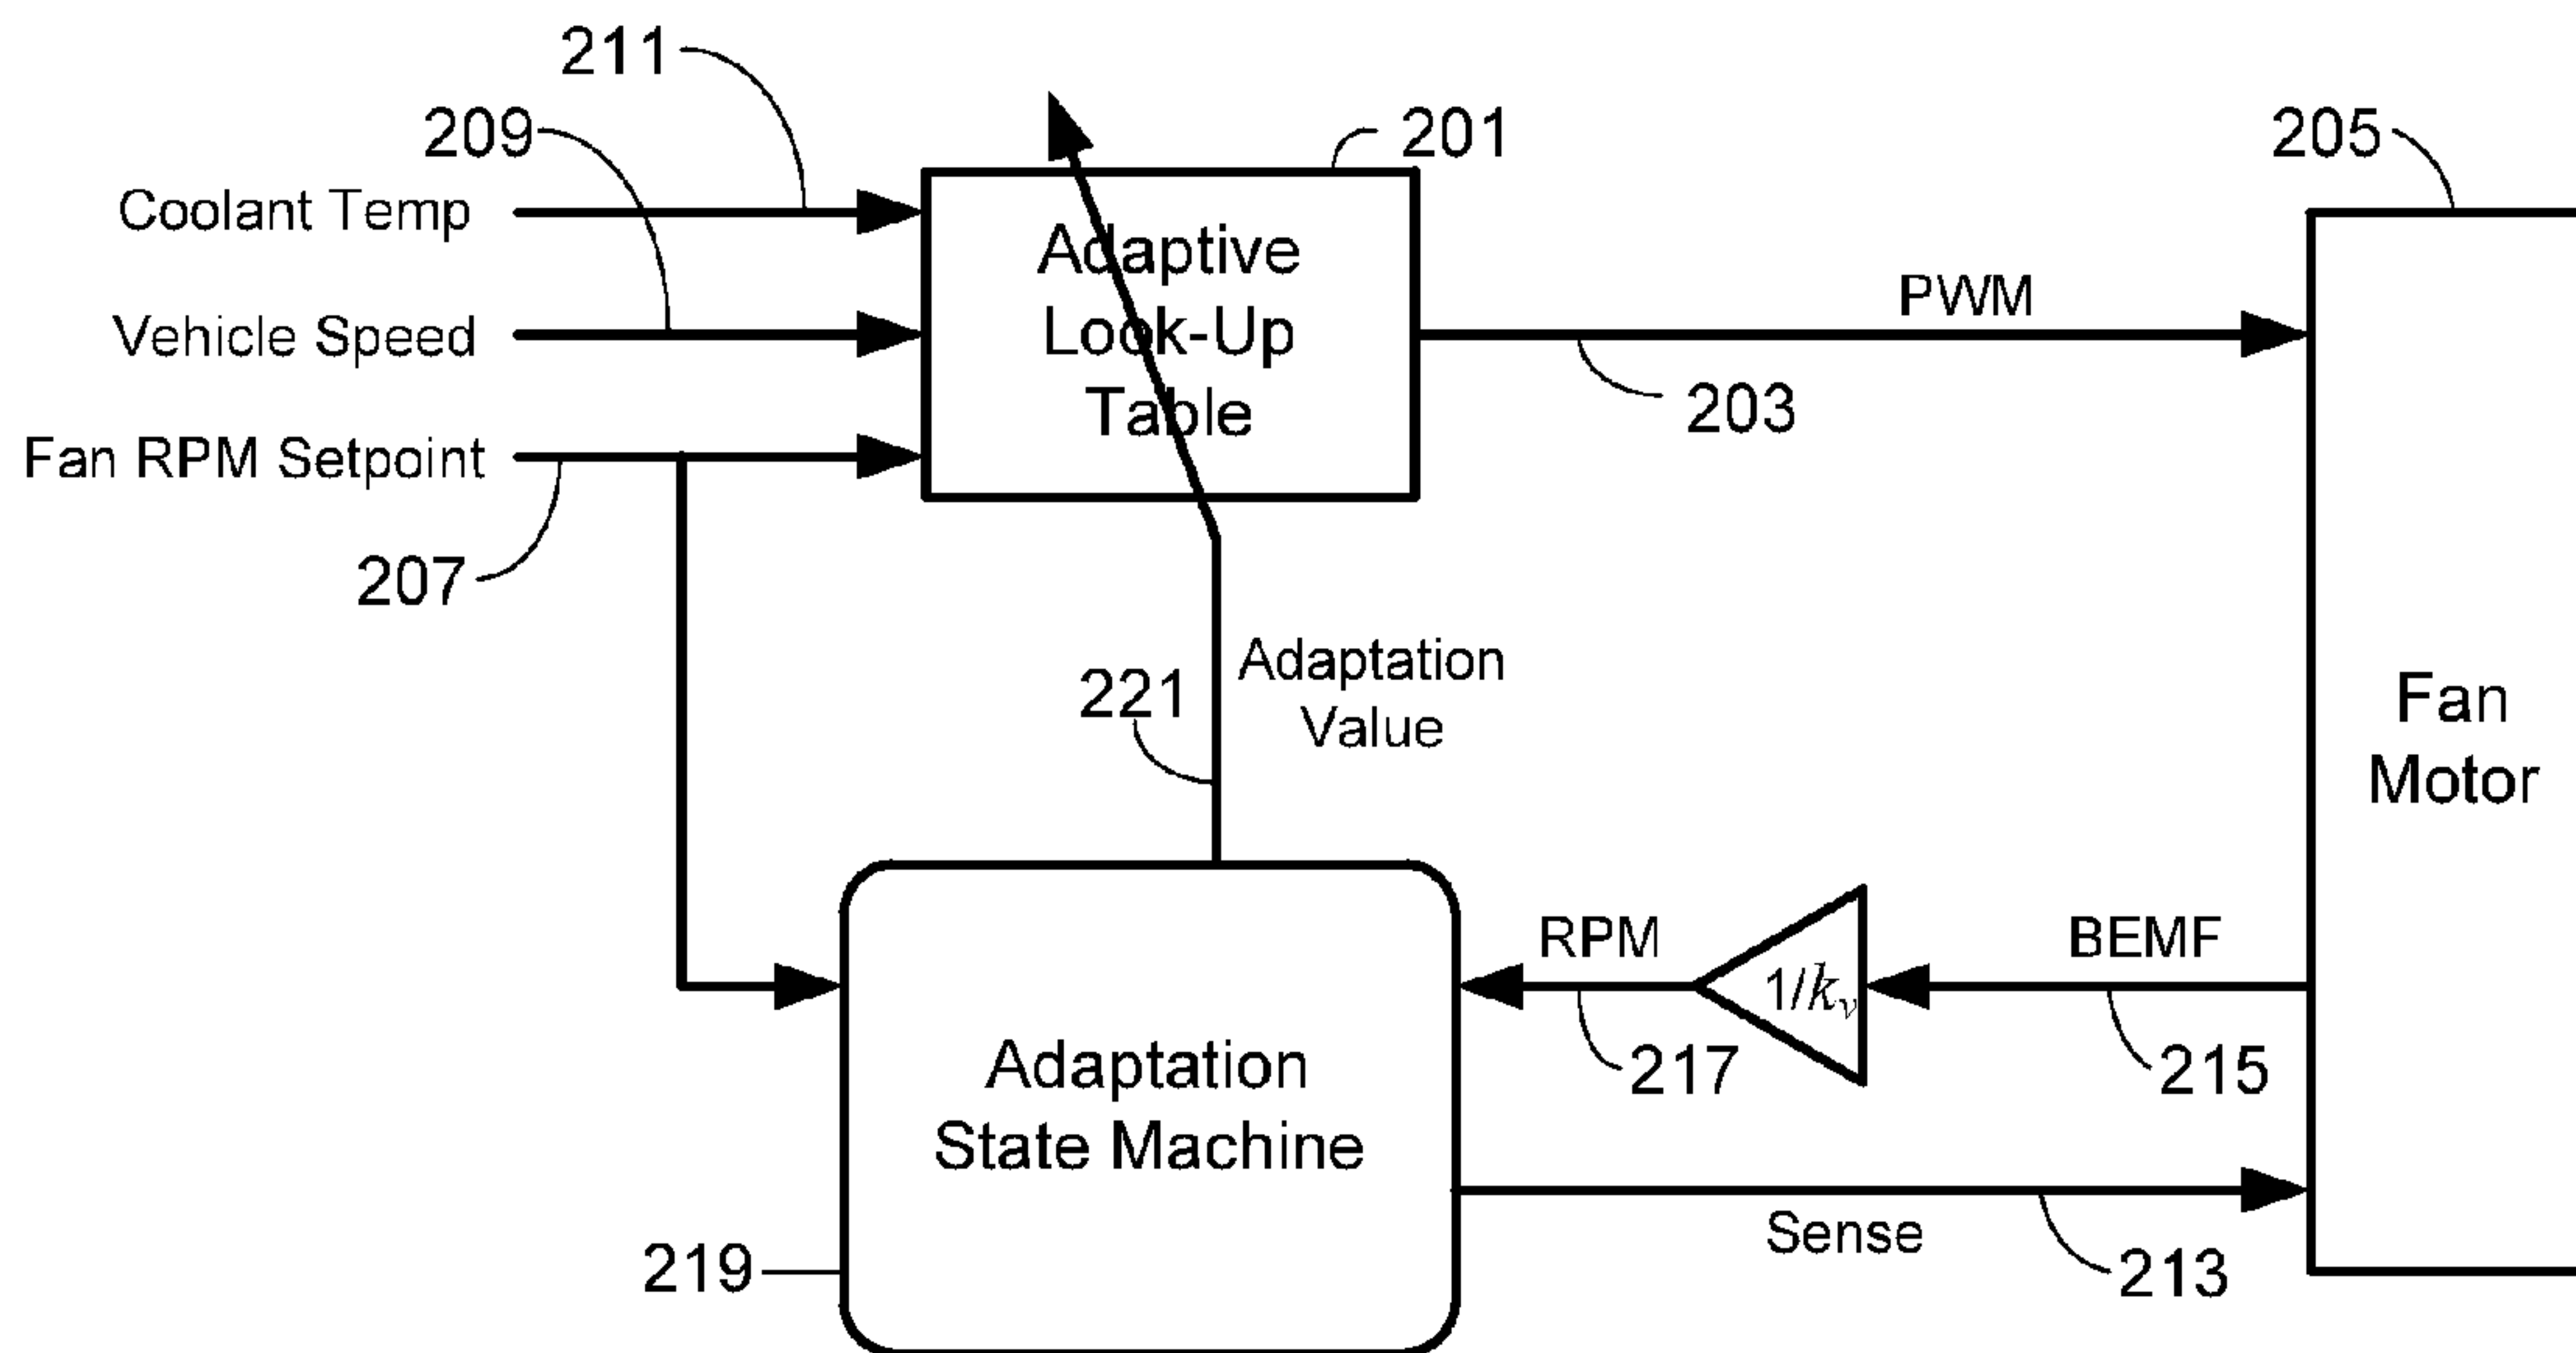 211
209
201
205
Coolant Temp
Adaptive
Look-Up
Table
PWM
Vehicle Speed
203
Fan RPM Setpoint
207
Adaptation
Value
221
Fan
Motor
RPM
1/kv
BEMF
217
215
Adaptation
State Machine
Sense
219
213